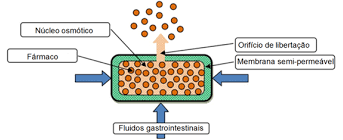 Núcleo osmótico
Orifício de libertação
Fármaco
Membrana semi-permeável
Fluidos gastrointestinais